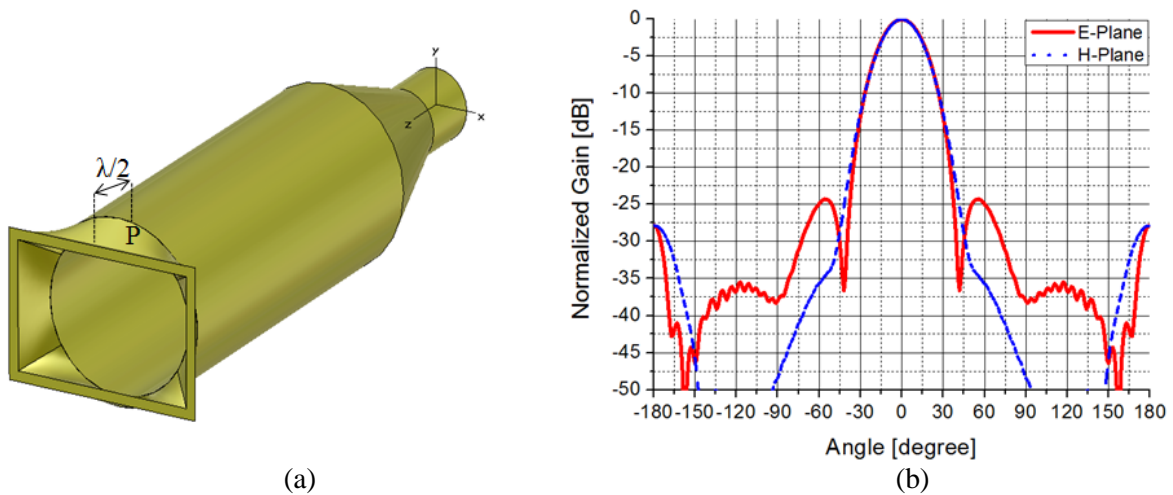 λ/2
P
y
x
z
(a)
E-Plane
H-Plane
Normalized Gain [dB]
0
-5
-10
-15
-20
-25
-30
-35
-40
-45
-50
-180 -150 -120 -90 -60 -30 0 30 60 90 120 150 180
Angle [degree]
(b)